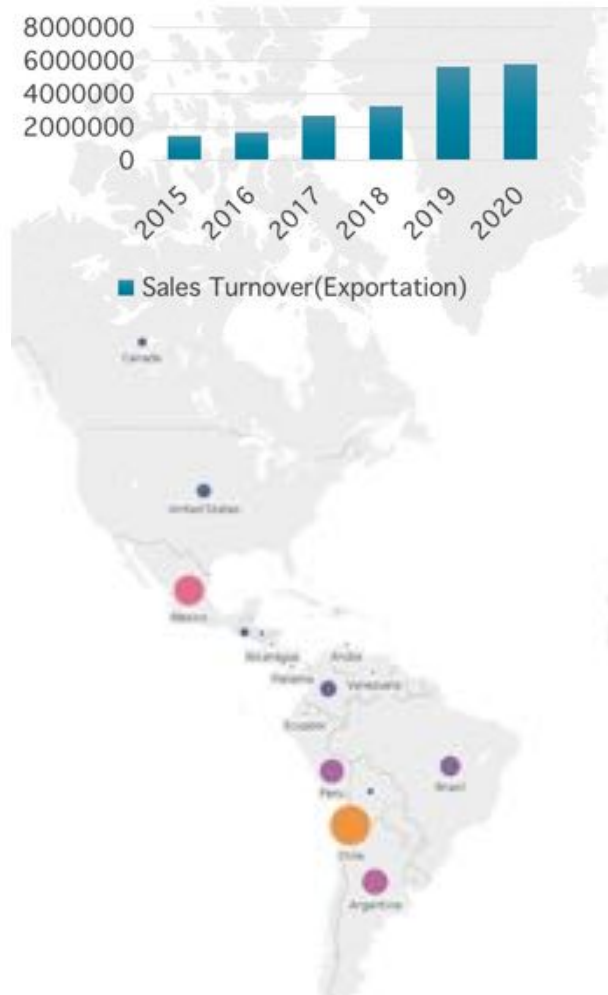 8000000
6000000
4000000
2000000
0
2015
2016
2017
2018
2019
2020
Sales Turnover(Exportation)
Canada
United States
Mexico
Nicaragua
Aruba
Panama
Venezuela
Ecuador
Peru
Brasil
Chile
Argentina